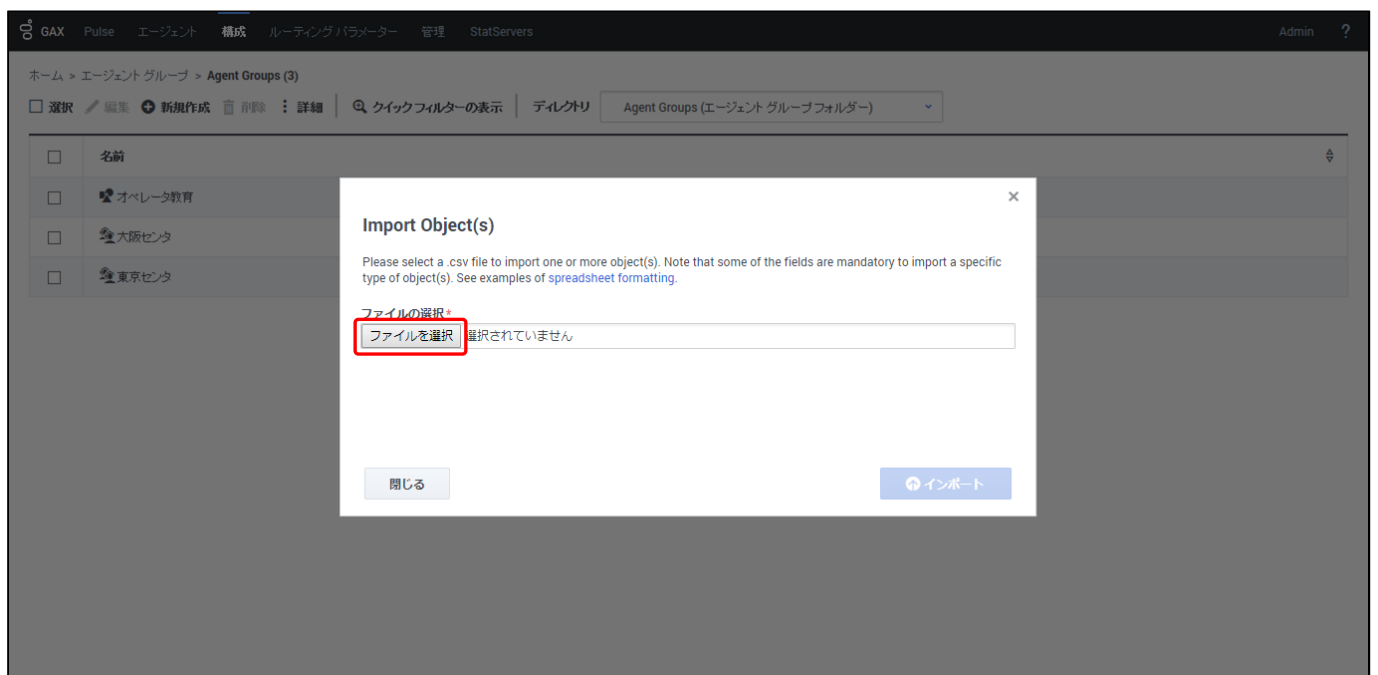 GAX Pulse エージェント 構成 ルーティング パラメーター 管理 StatServers Admin ?
ホーム > エージェント グループ > Agent Groups (3)
選択 編集 新規作成 削除 詳細 クイック フィルターの表示 ディレクトリ Agent Groups (エージェント グループ フォルダー)
名前
オペレータ教育
大阪センタ
東京センタ
Import Object(s)
Please select a .csv file to import one or more object(s). Note that some of the fields are mandatory to import a specific
type of object(s). See examples of spreadsheet formatting.
ファイルの選択*
ファイルを選択 選択されていません
閉じる インポート